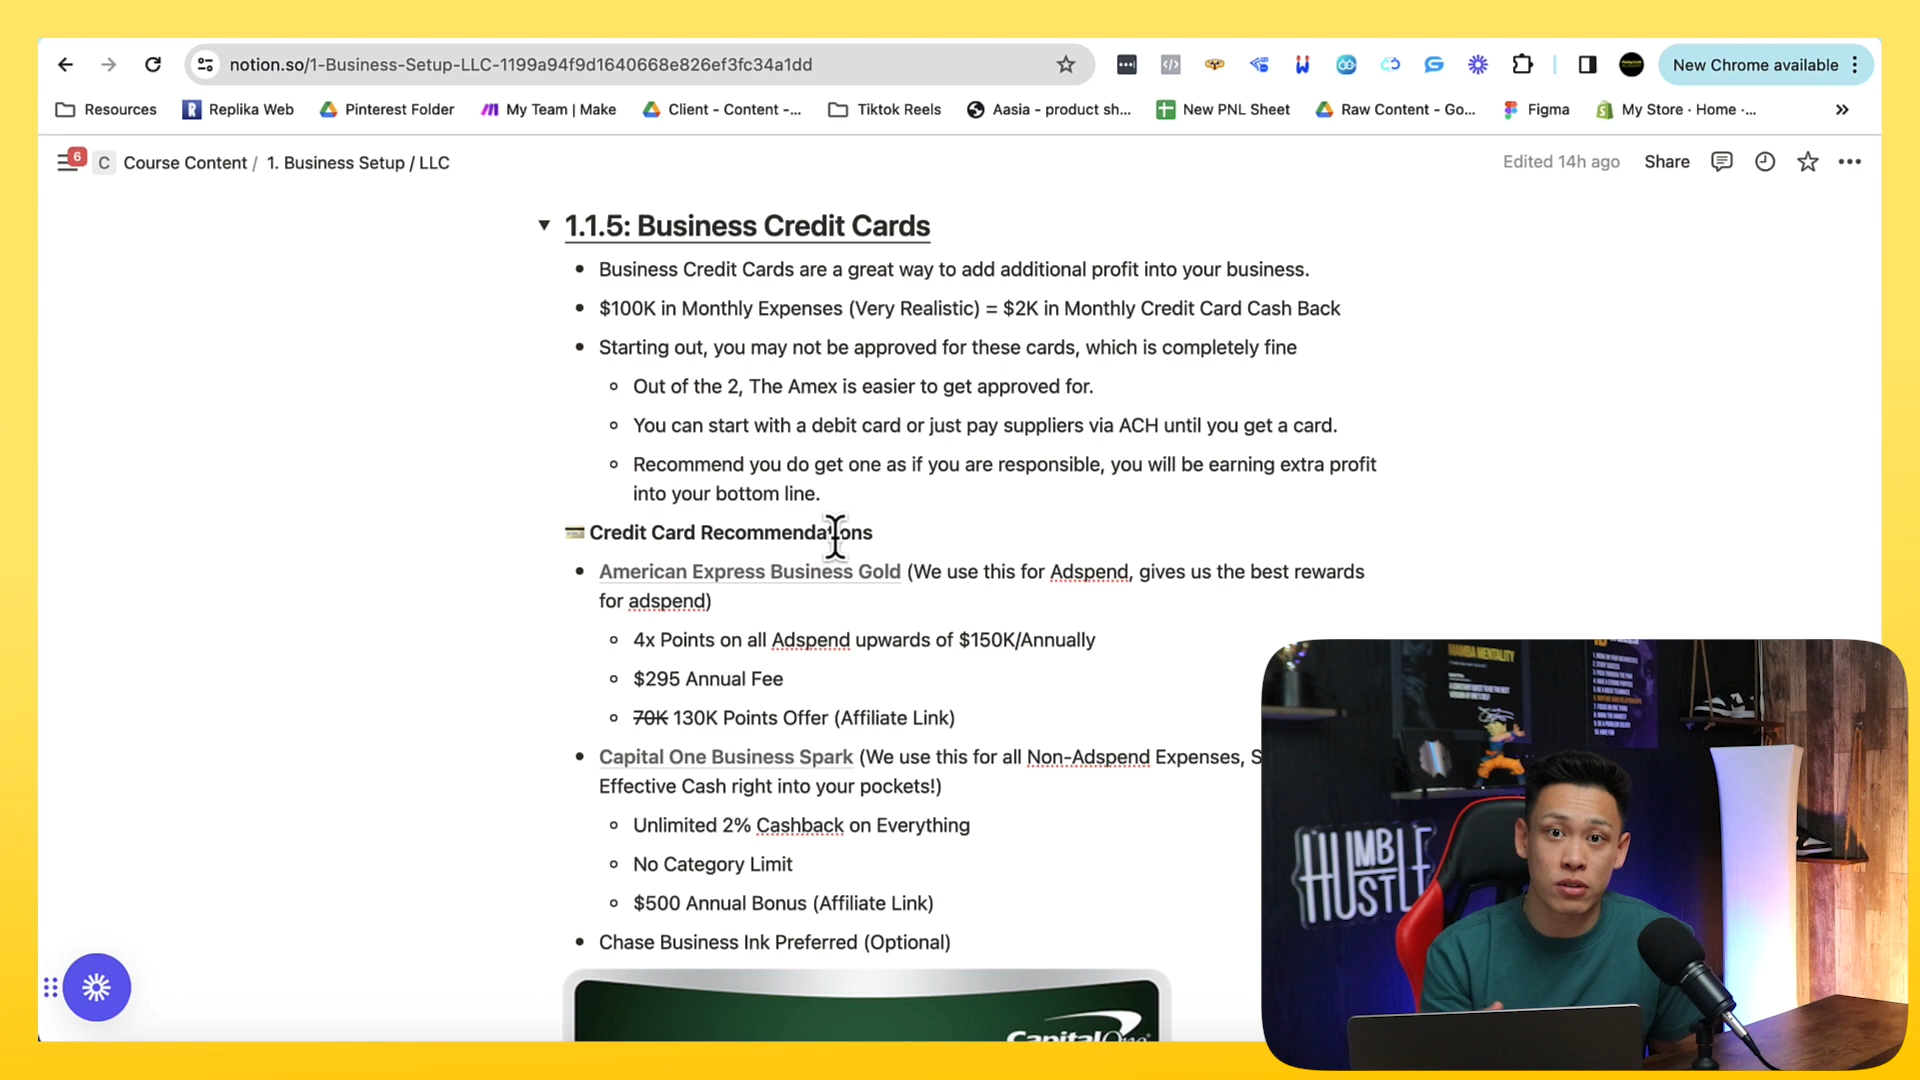 notion.so/1-Business-Setup-LLC-1199a94f9d1640668e826ef3fc34a1dd
New Chrome available
Resources
Replika Web
Pinterest Folder
My Team | Make
Client - Content -...
Tiktok Reels
Aasia - product sh...
New PNL Sheet
Raw Content - Go...
Figma
My Store · Home ·...
6
C
Course Content /
1. Business Setup / LLC
Edited 14h ago
Share
1.1.5: Business Credit Cards
Business Credit Cards are a great way to add additional profit into your business.
$100K in Monthly Expenses (Very Realistic) = $2K in Monthly Credit Card Cash Back
Starting out, you may not be approved for these cards, which is completely fine
Out of the 2, The Amex is easier to get approved for.
You can start with a debit card or just pay suppliers via ACH until you get a card.
Recommend you do get one as if you are responsible, you will be earning extra profit
into your bottom line.
Credit Card Recommendations
American Express Business Gold (We use this for Adspend, gives us the best rewards
for adspend)
4x Points on all Adspend upwards of $150K/Annually
$295 Annual Fee
70K 130K Points Offer (Affiliate Link)
Capital One Business Spark (We use this for all Non-Adspend Expenses, S
Effective Cash right into your pockets!)
Unlimited 2% Cashback on Everything
No Category Limit
$500 Annual Bonus (Affiliate Link)
Chase Business Ink Preferred (Optional)
CapitalOne
MAMBA MENTALITY
HUMBLE
HUSTLE